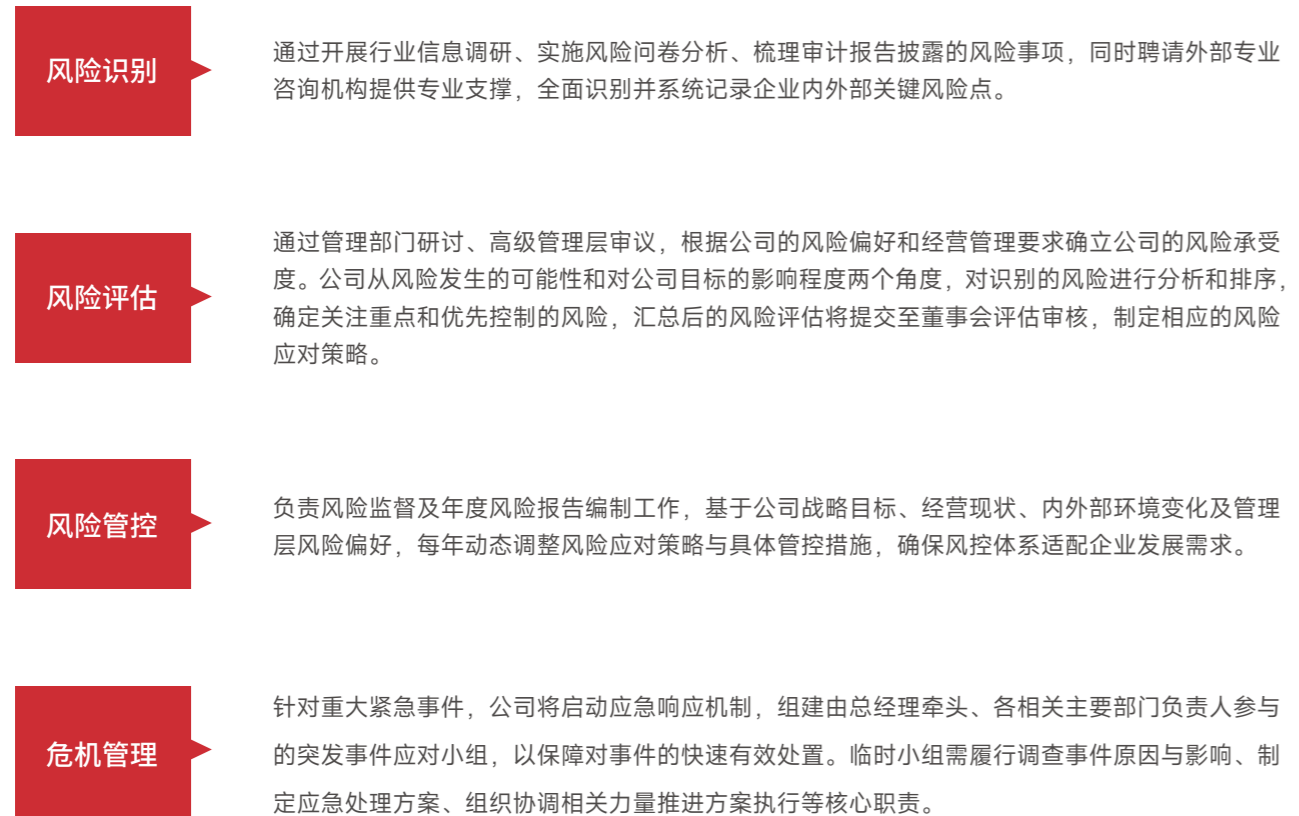 风险识别
通过开展行业信息调研、实施风险问卷分析、梳理审计报告披露的风险事项，同时聘请外部专业
咨询机构提供专业支撑，全面识别并系统记录企业内外部关键风险点。
风险评估
通过管理部门研讨、高级管理层审议，根据公司的风险偏好和经营管理要求确立公司的风险承受
度。公司从风险发生的可能性和对公司目标的影响程度两个角度，对识别的风险进行分析和排序，
确定关注重点和优先控制的风险，汇总后的风险评估将提交至董事会评估审核，制定相应的风险
应对策略。
风险管控
负责风险监督及年度风险报告编制工作，基于公司战略目标、经营现状、内外部环境变化及管理
层风险偏好，每年动态调整风险应对策略与具体管控措施，确保风控体系适配企业发展需求。
危机管理
针对重大紧急事件，公司将启动应急响应机制，组建由总经理牵头、各相关主要部门负责人参与
的突发事件应对小组，以保障对事件的快速有效处置。临时小组需履行调查事件原因与影响、制
定应急处理方案、组织协调相关力量推进方案执行等核心职责。